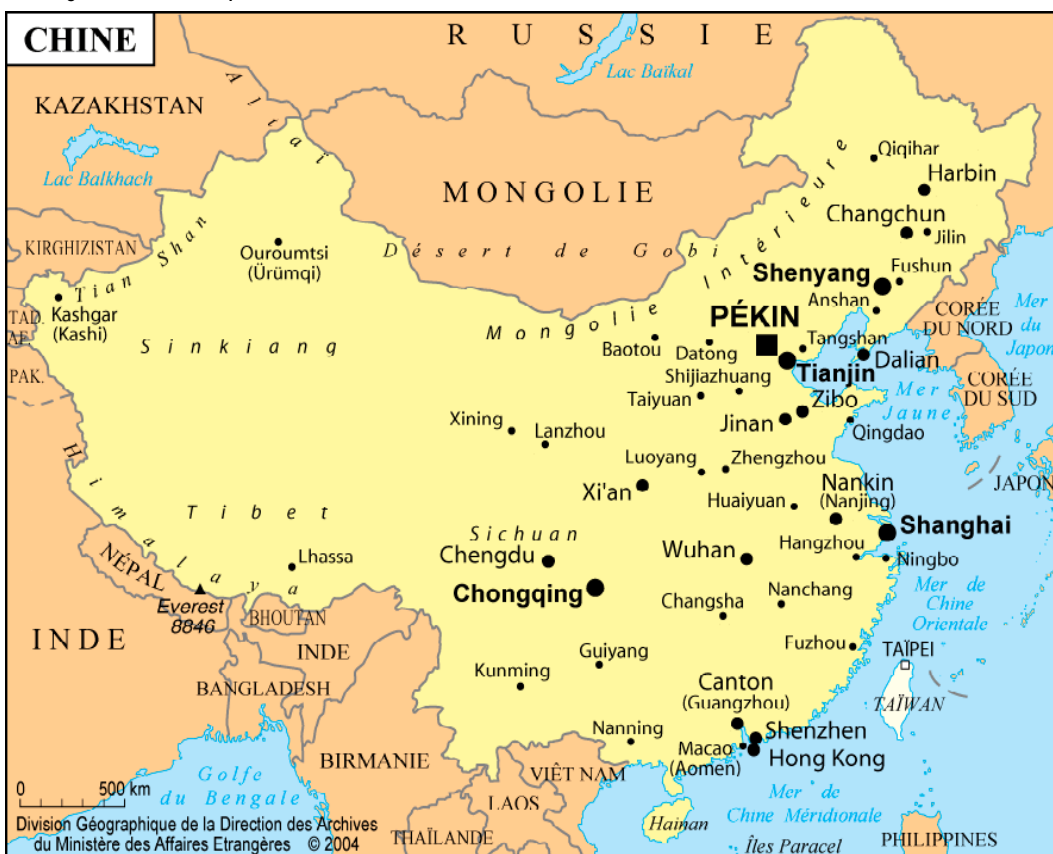 CHINE
R U S S I E
Lac Baïkal
Altaï
KAZAKHSTAN
Lac Balkhach
MONGOLIE
Qiqihar
Harbin
Changchun
Jilin
KIRGHIZISTAN
Tian Shan
Ouroumtsi
(Ürümqi)
Désert de Gobi
Mongolie Intérieure
Shenyang
Fushun
Anshan
Kashgar
(Kashi)
TAD.
AF.
PAK.
Sinkiang
PÉKIN
Baotou
Datong
Tangshan
CORÉE
DU NORD
Mer
du
Japon
Dalian
Tianjin
Shijiazhuang
Taiyuan
Zibo
Jinan
Mer
Jaune
CORÉE
DU SUD
Qingdao
Xining
Lanzhou
Luoyang
Zhengzhou
JAPON
Xi'an
Huaiyuan
Nankin
(Nanjing)
Himalaya
Tibet
Sichuan
Shanghai
Chengdu
Wuhan
Hangzhou
Ningbo
NÉPAL
Lhassa
Chongqing
Everest
8846
BHOUTAN
Changsha
Nanchang
Mer de
Chine
Orientale
INDE
INDE
Fuzhou
TAÏPEI
Guiyang
Kunming
BANGLADESH
Canton
(Guangzhou)
TAÏWAN
Nanning
Shenzhen
Macao
(Aomen)
Hong Kong
BIRMANIE
VIÊT NAM
Golfe
du Bengale
0 500 km
LAOS
Hainan
Mer de
Chine Méridionale
Division Géographique de la Direction des Archives
du Ministère des Affaires Etrangères © 2004
THAÏLANDE
Îles Paracel
PHILIPPINES